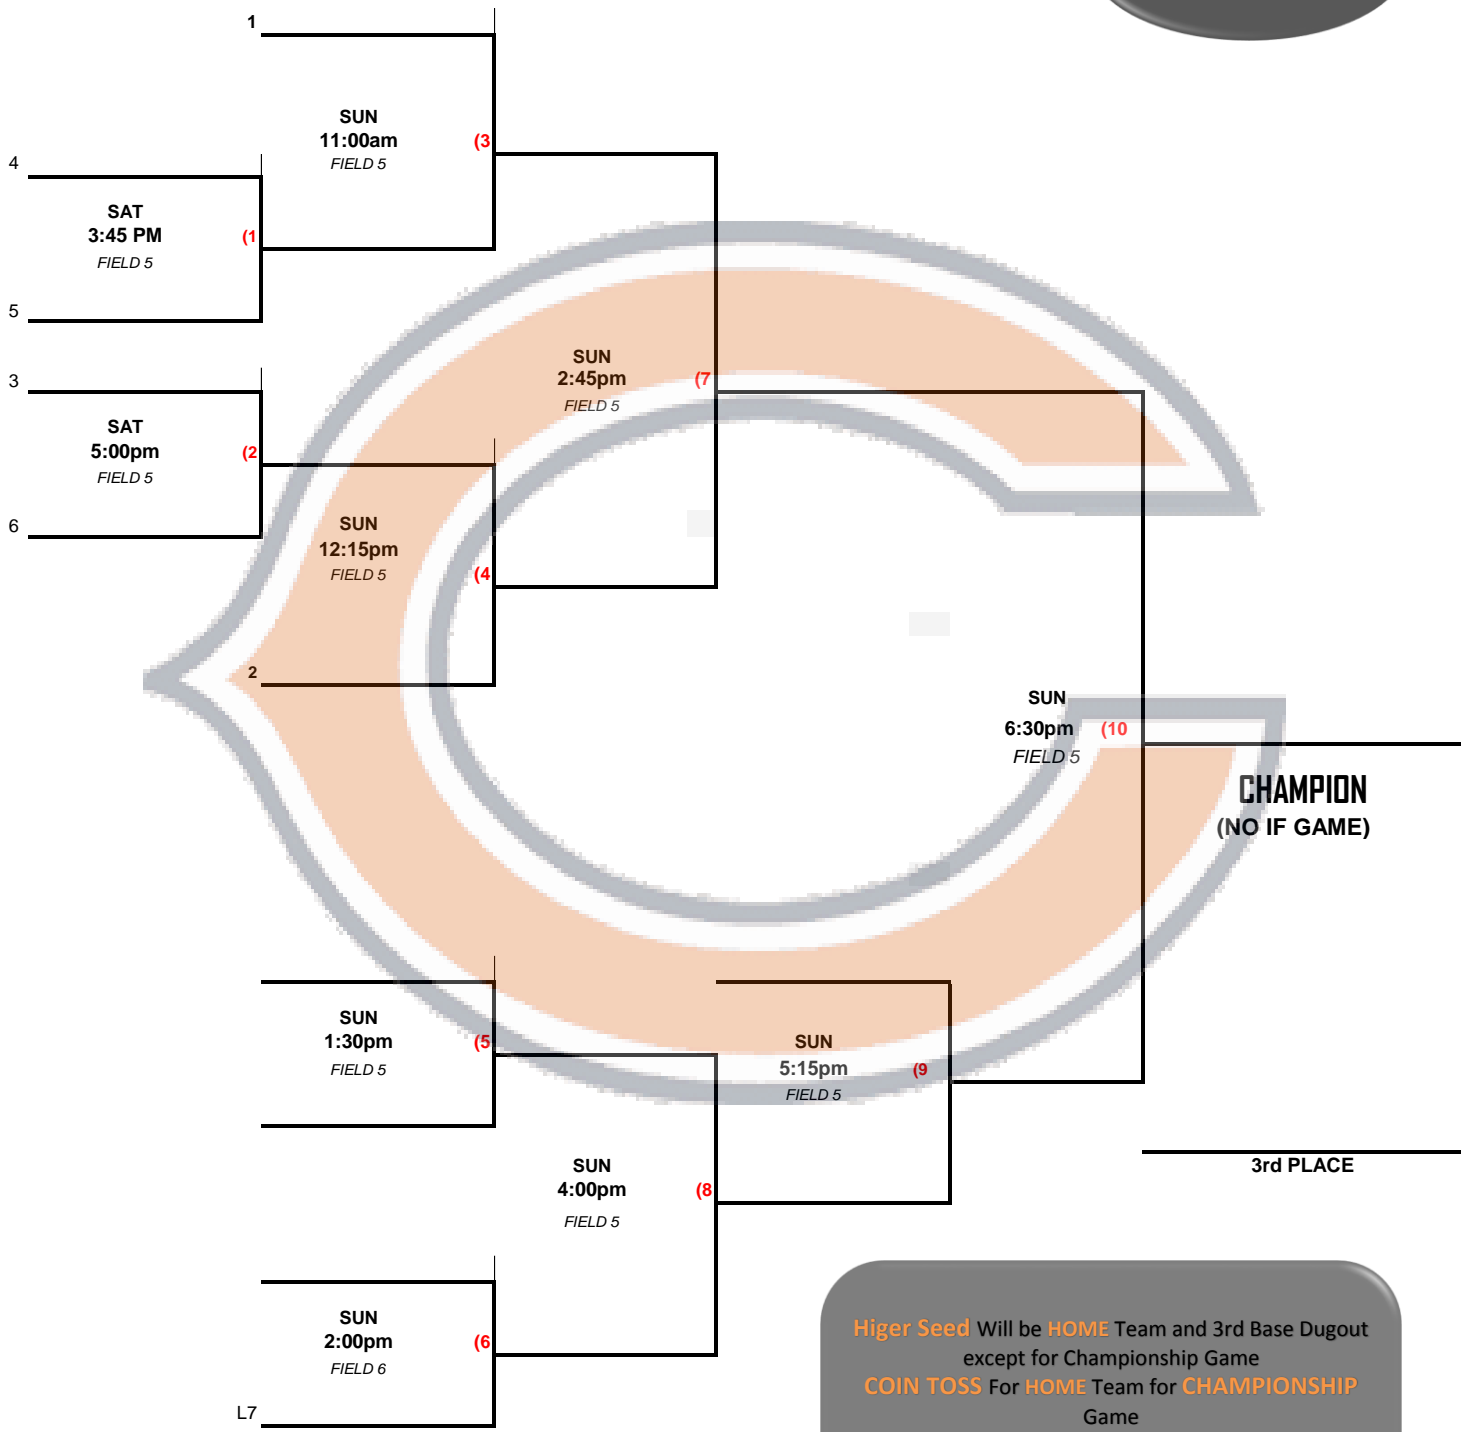 1
SUN
11:00am
(3
FIELD 5
4
SAT
3:45 PM
(1
FIELD 5
5
3
SAT
5:00pm
(2
FIELD 5
6
SUN
2:45pm
(7
FIELD 5
SUN
12:15pm
(4
FIELD 5
2
SUN
6:30pm
(10
FIELD 5
CHAMPION
(NO IF GAME)
SUN
1:30pm
(5
FIELD 5
SUN
5:15pm
(9
FIELD 5
3rd PLACE
SUN
4:00pm
(8
FIELD 5
SUN
2:00pm
(6
FIELD 6
L7
Higer Seed Will be HOME Team and 3rd Base Dugout
except for Championship Game
COIN TOSS For HOME Team for CHAMPIONSHIP
Game